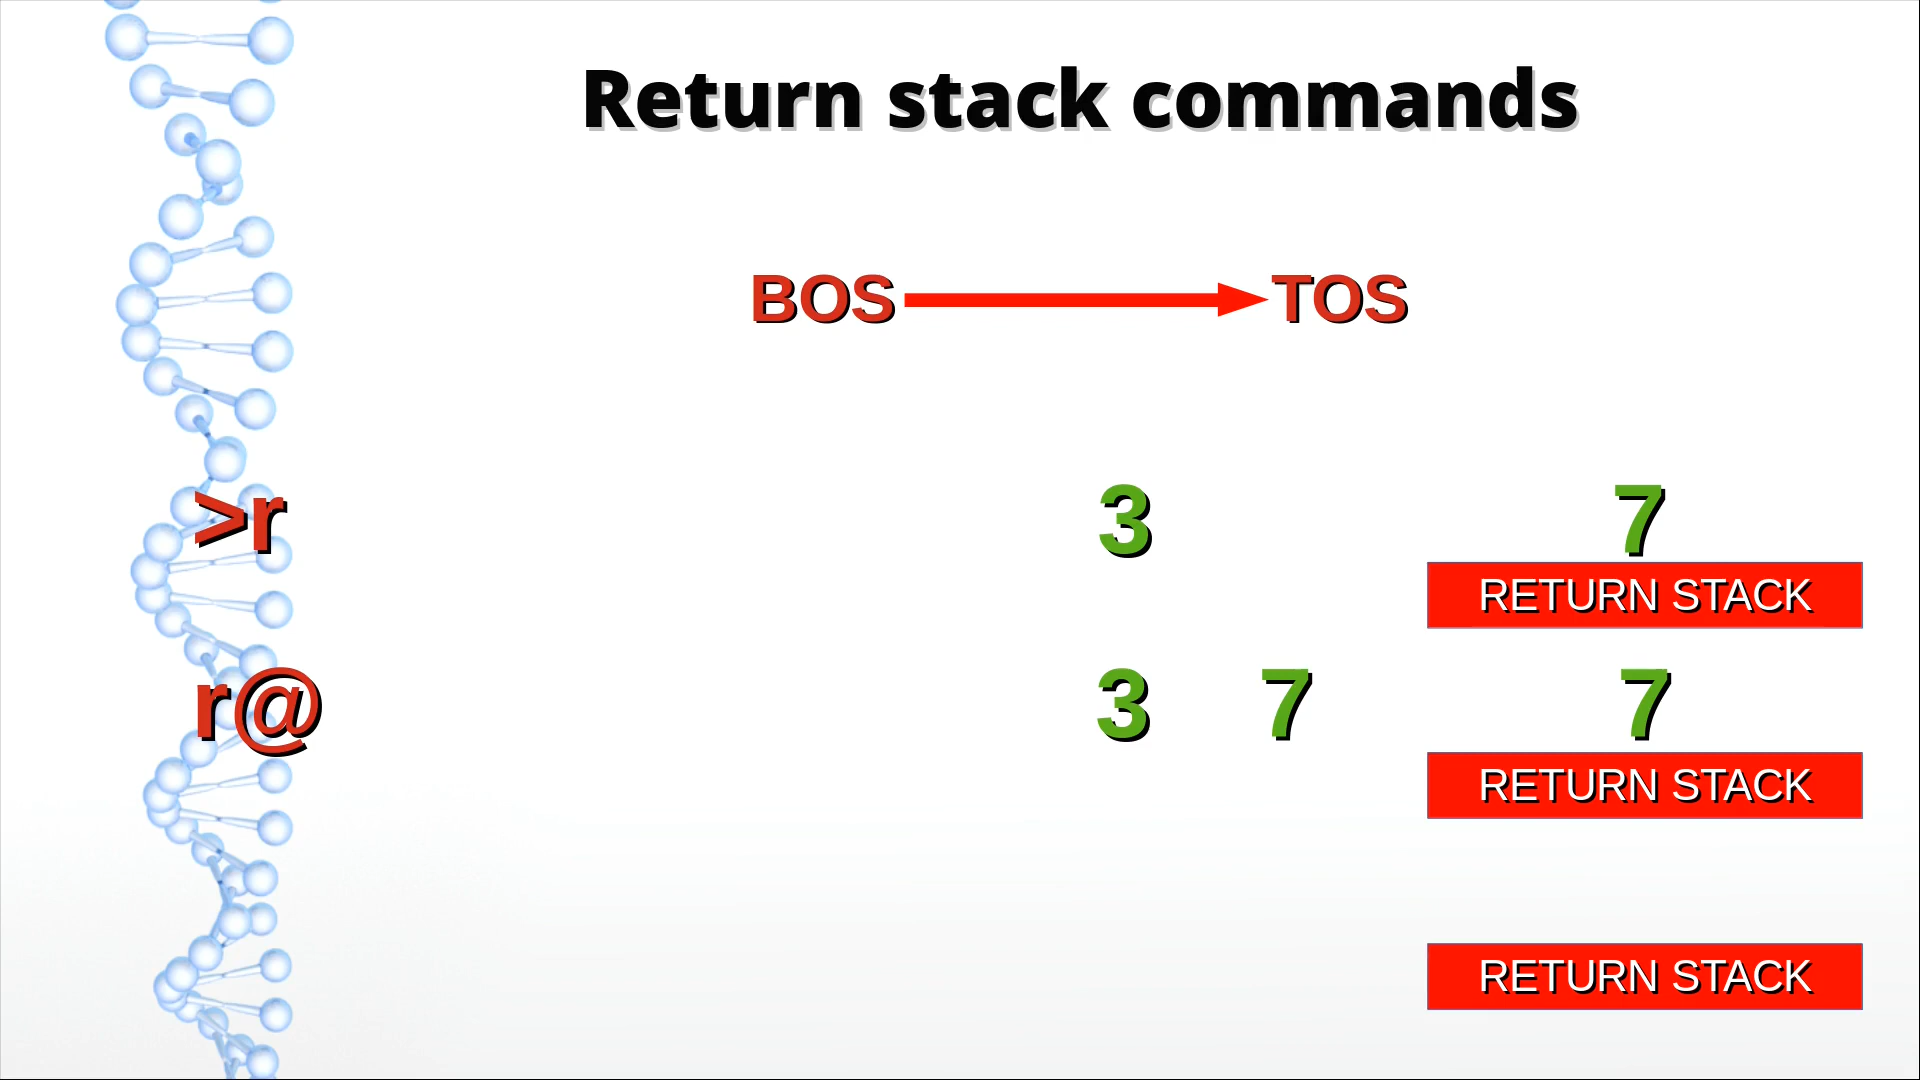 Return stack commands
BOS TOS
>r 3 7
RETURN STACK
r@ 3 7 7
RETURN STACK
RETURN STACK